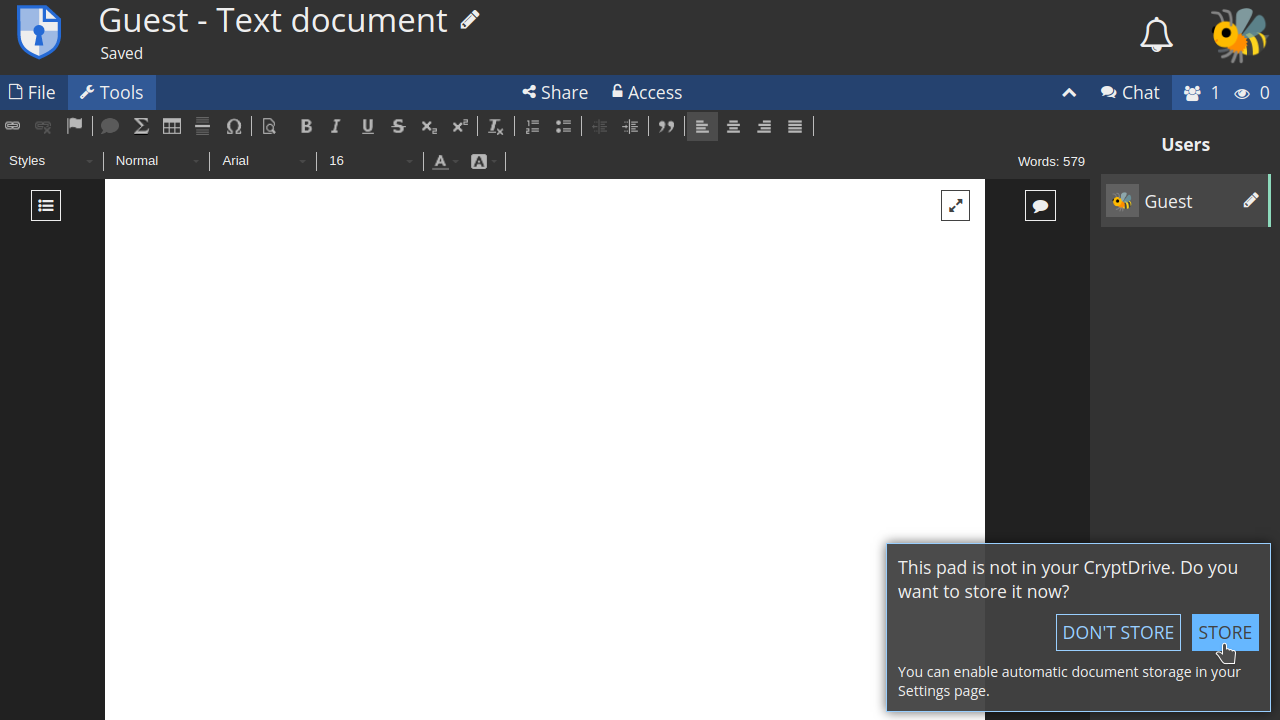 Guest - Text document
Saved
File
Tools
Share
Access
Chat
1
0
Styles
Normal
Arial
16
Words: 579
Users
Guest
This pad is not in your CryptDrive. Do you
want to store it now?
DON'T STORE
STORE
You can enable automatic document storage in your
Settings page.